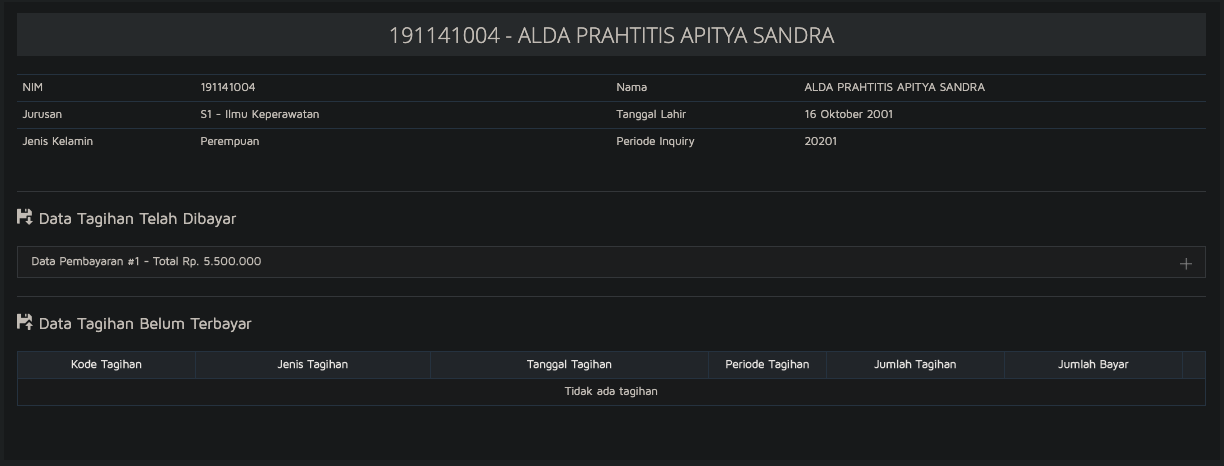 191141004 - ALDA PRAHTITIS APITYA SANDRA
NIM 191141004 Nama ALDA PRAHTITIS APITYA SANDRA
Jurusan S1 - Ilmu Keperawatan Tanggal Lahir 16 Oktober 2001
Jenis Kelamin Perempuan Periode Inquiry 20201
Data Tagihan Telah Dibayar
Data Pembayaran #1 - Total Rp. 5.500.000
Data Tagihan Belum Terbayar
Kode Tagihan Jenis Tagihan Tanggal Tagihan Periode Tagihan Jumlah Tagihan Jumlah Bayar
Tidak ada tagihan